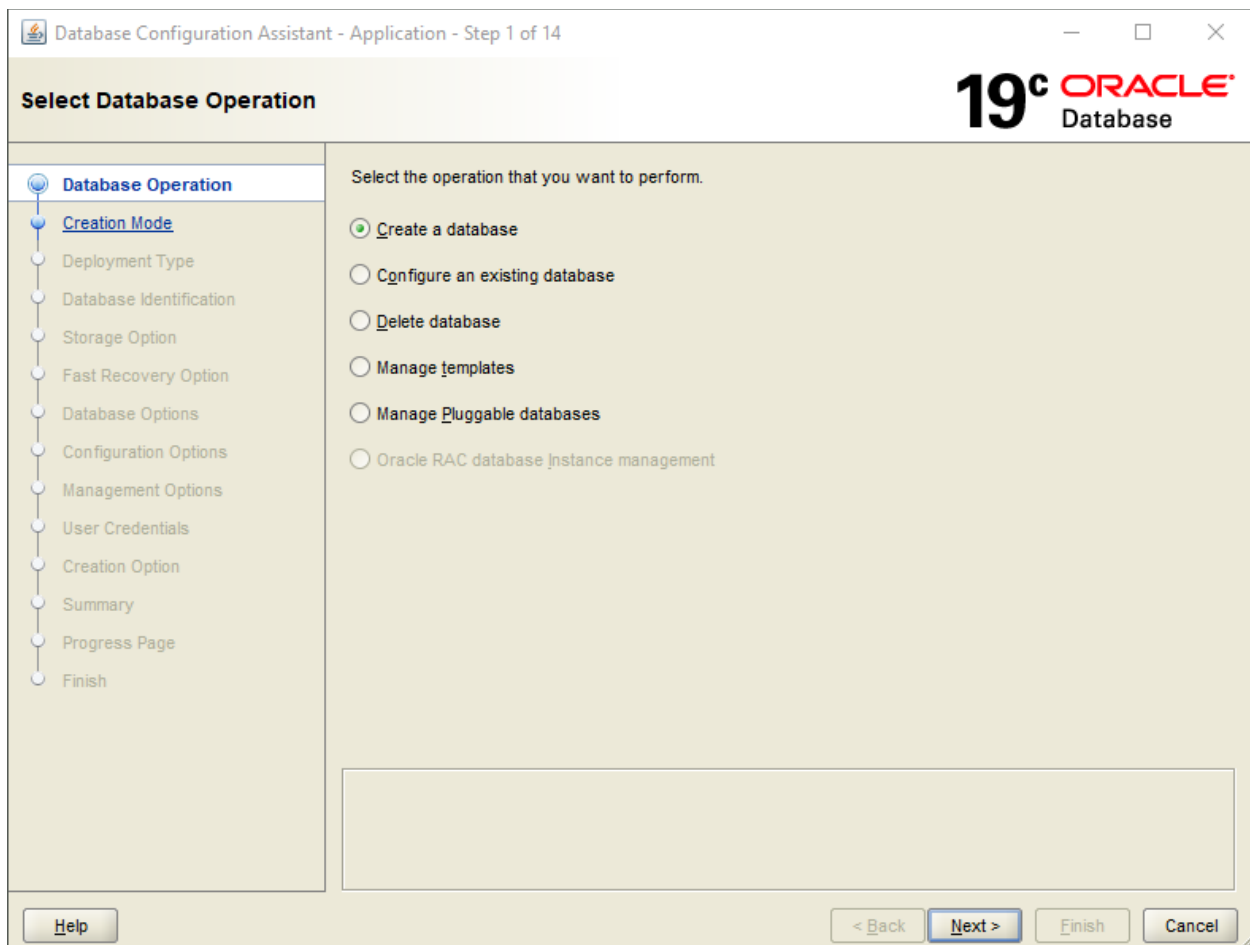 Database Configuration Assistant - Application - Step 1 of 14
Select Database Operation
19c ORACLE
Database
Database Operation
Creation Mode
Deployment Type
Database Identification
Storage Option
Fast Recovery Option
Database Options
Configuration Options
Management Options
User Credentials
Creation Option
Summary
Progress Page
Finish
Select the operation that you want to perform.
Create a database
Configure an existing database
Delete database
Manage templates
Manage Pluggable databases
Oracle RAC database Instance management
Help
< Back Next > Finish Cancel